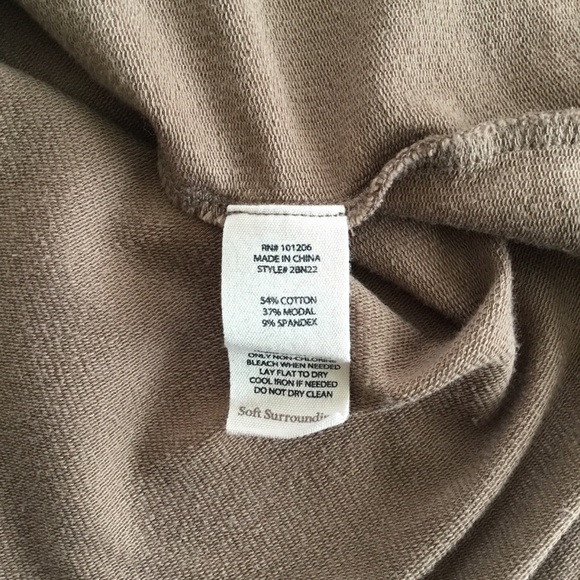 RN# 101206
MADE IN CHINA
STYLE# 2BN22
54% COTTON
37% MODAL
9% SPANDEX
ONLY NON-CHLORINE
BLEACH WHEN NEEDED
LAY FLAT TO DRY
COOL IRON IF NEEDED
DO NOT DRY CLEAN
Soft